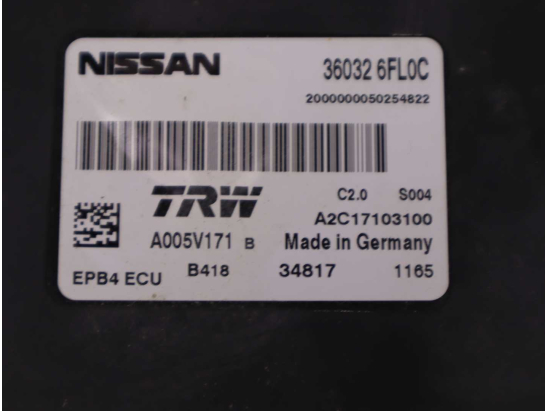 NISSAN 36032 6FL0C
2000000050254822
TRW C2.0 S004
A2C17103100
A005V171 B Made in Germany
EPB4 ECU B418 34817 1165